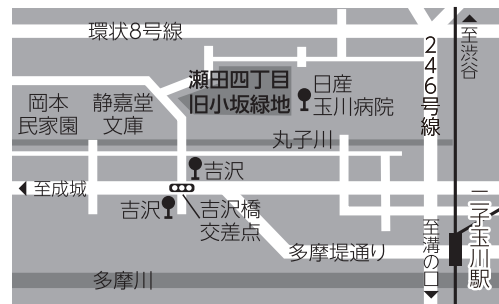 環状8号線
至渋谷
246号線
瀬田四丁目
旧小坂緑地
日産
玉川病院
岡本
民家園
静嘉堂
文庫
丸子川
吉沢
至成城
吉沢
吉沢橋
交差点
多摩堤通り
至溝の口
二子玉川駅
多摩川